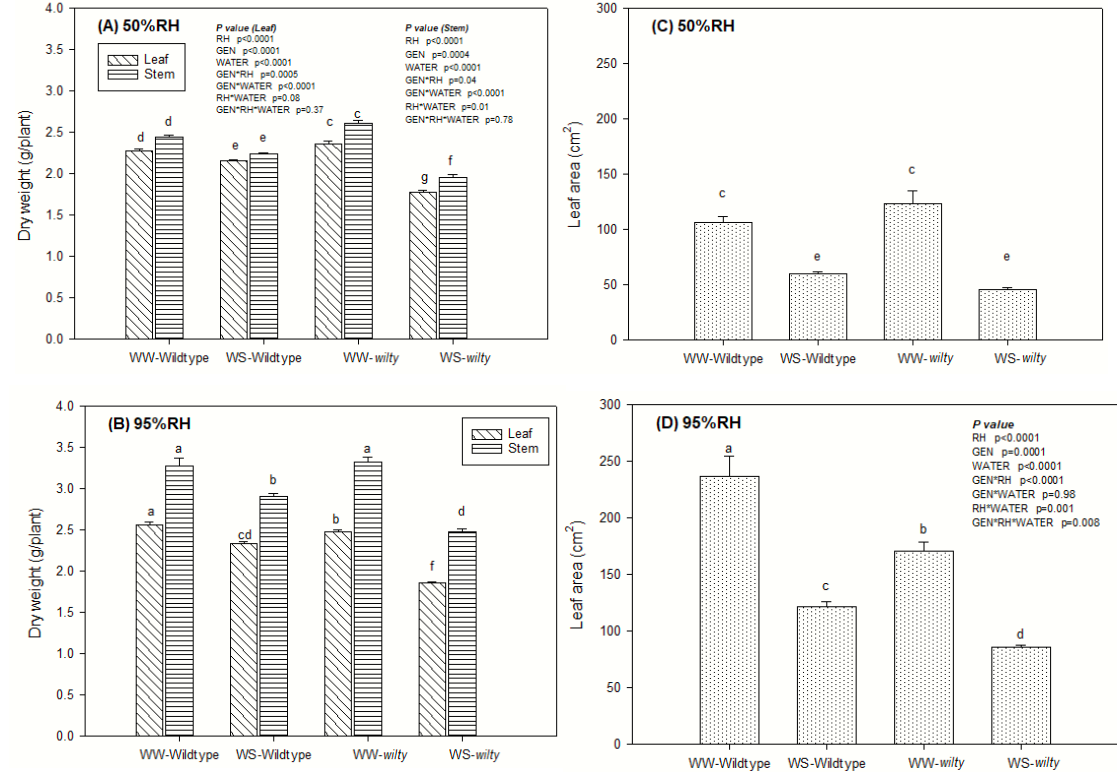 (A) 50%RH
Leaf
Stem
P value (Leaf)
RH p<0.0001
GEN p<0.0001
WATER p<0.0001
GEN*RH p=0.0005
GEN*WATER p<0.0001
RH*WATER p=0.08
GEN*RH*WATER p=0.37
P value (Stem)
RH p<0.0001
GEN p=0.0004
WATER p<0.0001
GEN*RH p=0.04
GEN*WATER p<0.0001
RH*WATER p=0.01
GEN*RH*WATER p=0.78
Dry weight (g/plant)
4.0
3.5
3.0
2.5
2.0
1.5
1.0
0.5
0.0
d d e e c c g f
WW-Wildtype WS-Wildtype WW-wilty WS-wilty
(C) 50%RH
Leaf area (cm²)
300
250
200
150
100
50
0
c e c e
WW-Wildtype WS-Wildtype WW-wilty WS-wilty
(B) 95%RH
Leaf
Stem
Dry weight (g/plant)
4.0
3.5
3.0
2.5
2.0
1.5
1.0
0.5
0.0
a a cd b b a f d
WW-Wildtype WS-Wildtype WW-wilty WS-wilty
(D) 95%RH
P value
RH p<0.0001
GEN p=0.0001
WATER p<0.0001
GEN*RH p<0.0001
GEN*WATER p=0.98
RH*WATER p=0.001
GEN*RH*WATER p=0.008
Leaf area (cm²)
300
250
200
150
100
50
0
a c b d
WW-Wildtype WS-Wildtype WW-wilty WS-wilty